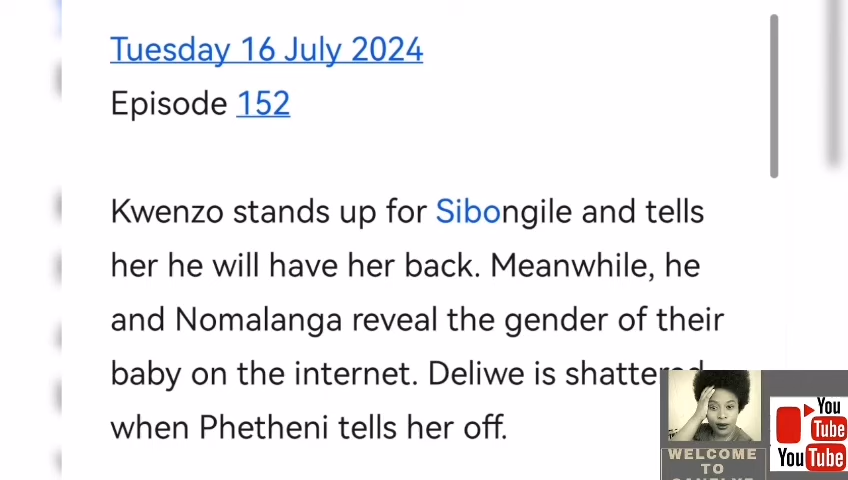 Tuesday 16 July 2024
Episode 152
Kwenzo stands up for Sibongile and tells
her he will have her back. Meanwhile, he
and Nomalanga reveal the gender of their
baby on the internet. Deliwe is shattered
when Phetheni tells her off.
You
Tube
YouTube
WELCOME
TO